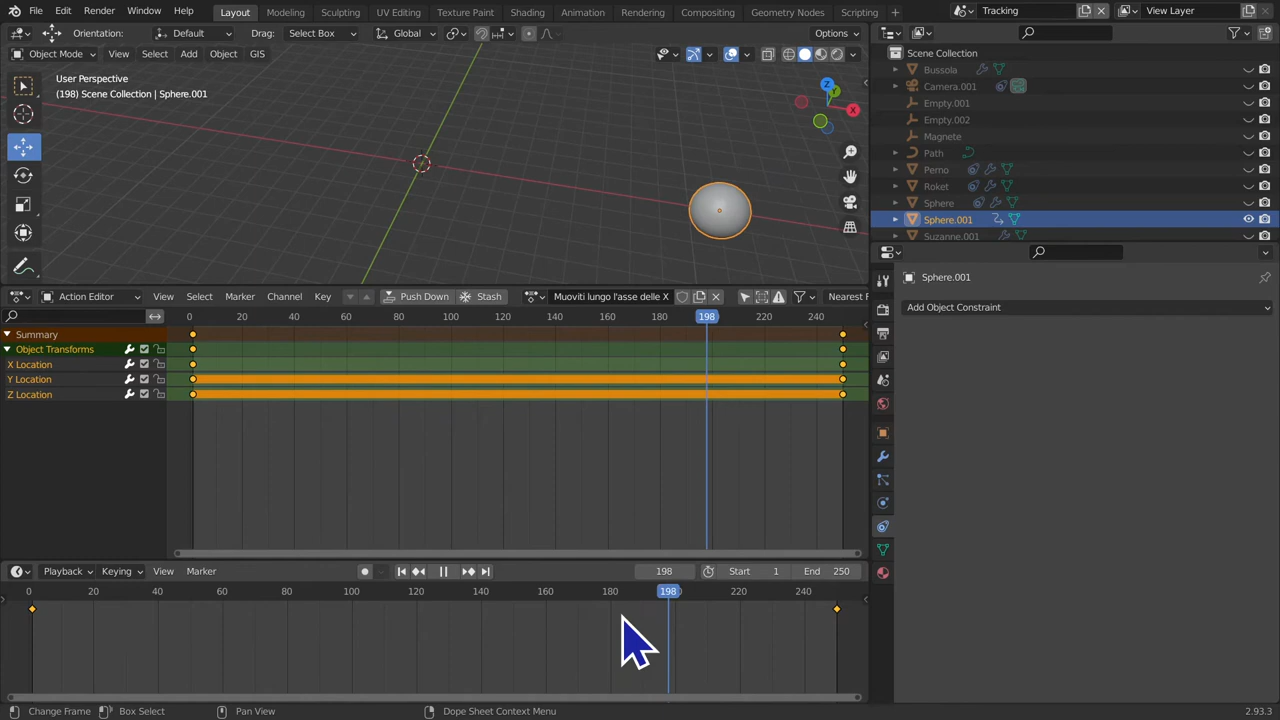 File Edit Render Window Help Layout Modeling Sculpting UV Editing Texture Paint Shading Animation Rendering Compositing Geometry Nodes Scripting Tracking View Layer
Orientation: Default Drag: Select Box Global Options
Object Mode View Select Add Object GIS
User Perspective
(198) Scene Collection | Sphere.001
Z
Y
X
Scene Collection
Bussola
Camera.001
Empty.001
Empty.002
Magnete
Path
Perno
Roket
Sphere
Sphere.001
Suzanne.001
Sphere.001
Add Object Constraint
Action Editor View Select Marker Channel Key Push Down Stash Muoviti lungo l'asse delle X Nearest F
0 20 40 60 80 100 120 140 160 180 198 220 240
Summary
Object Transforms
X Location
Y Location
Z Location
Playback Keying View Marker 198 Start 1 End 250
0 20 40 60 80 100 120 140 160 180 198 220 240
Change Frame Box Select Pan View Dope Sheet Context Menu 2.93.3